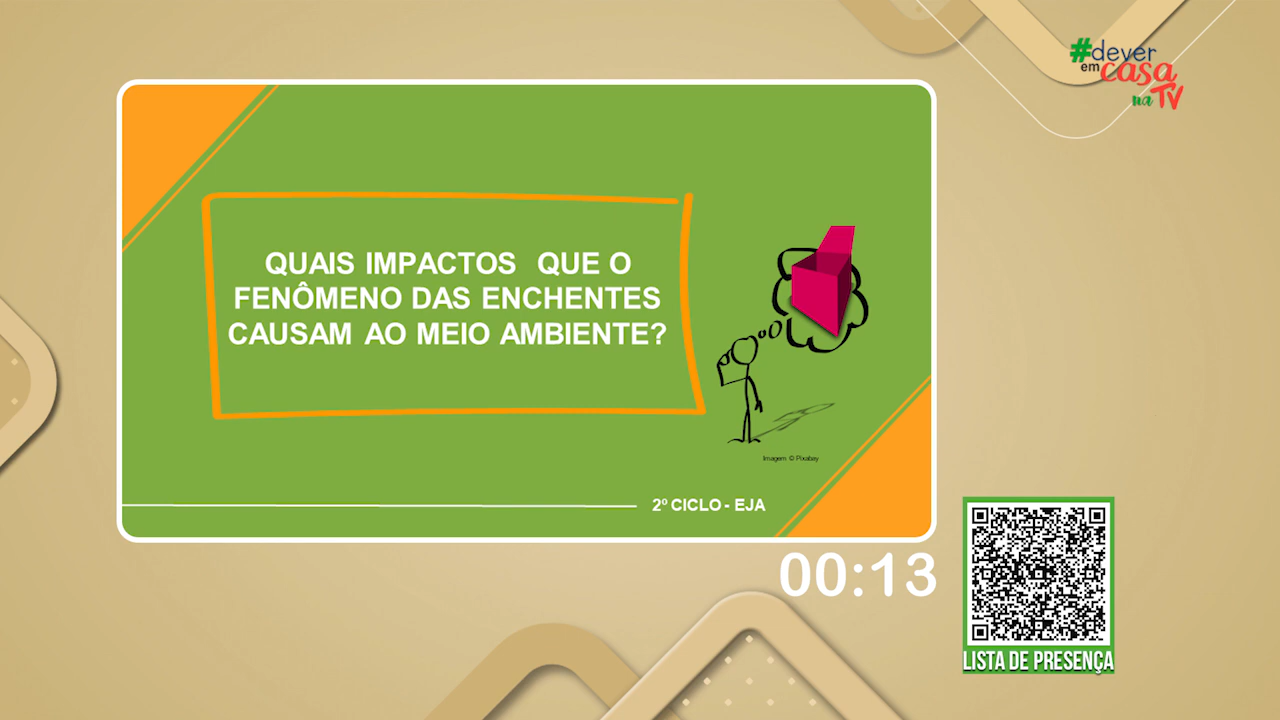 #dever
em casa
na TV
QUAIS IMPACTOS QUE O
FENÔMENO DAS ENCHENTES
CAUSAM AO MEIO AMBIENTE?
Imagem © Pixabay
2º CICLO - EJA
00:13
LISTA DE PRESENÇA